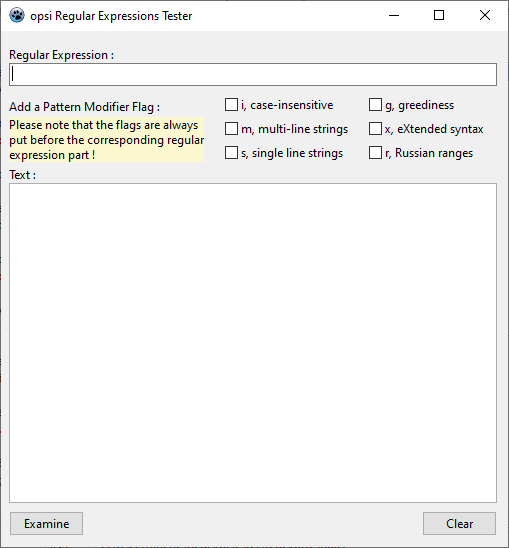 opsi Regular Expressions Tester
Regular Expression :
Add a Pattern Modifier Flag :
Please note that the flags are always
put before the corresponding regular
expression part !
i, case-insensitive
g, greediness
m, multi-line strings
x, eXtended syntax
s, single line strings
r, Russian ranges
Text :
Examine
Clear